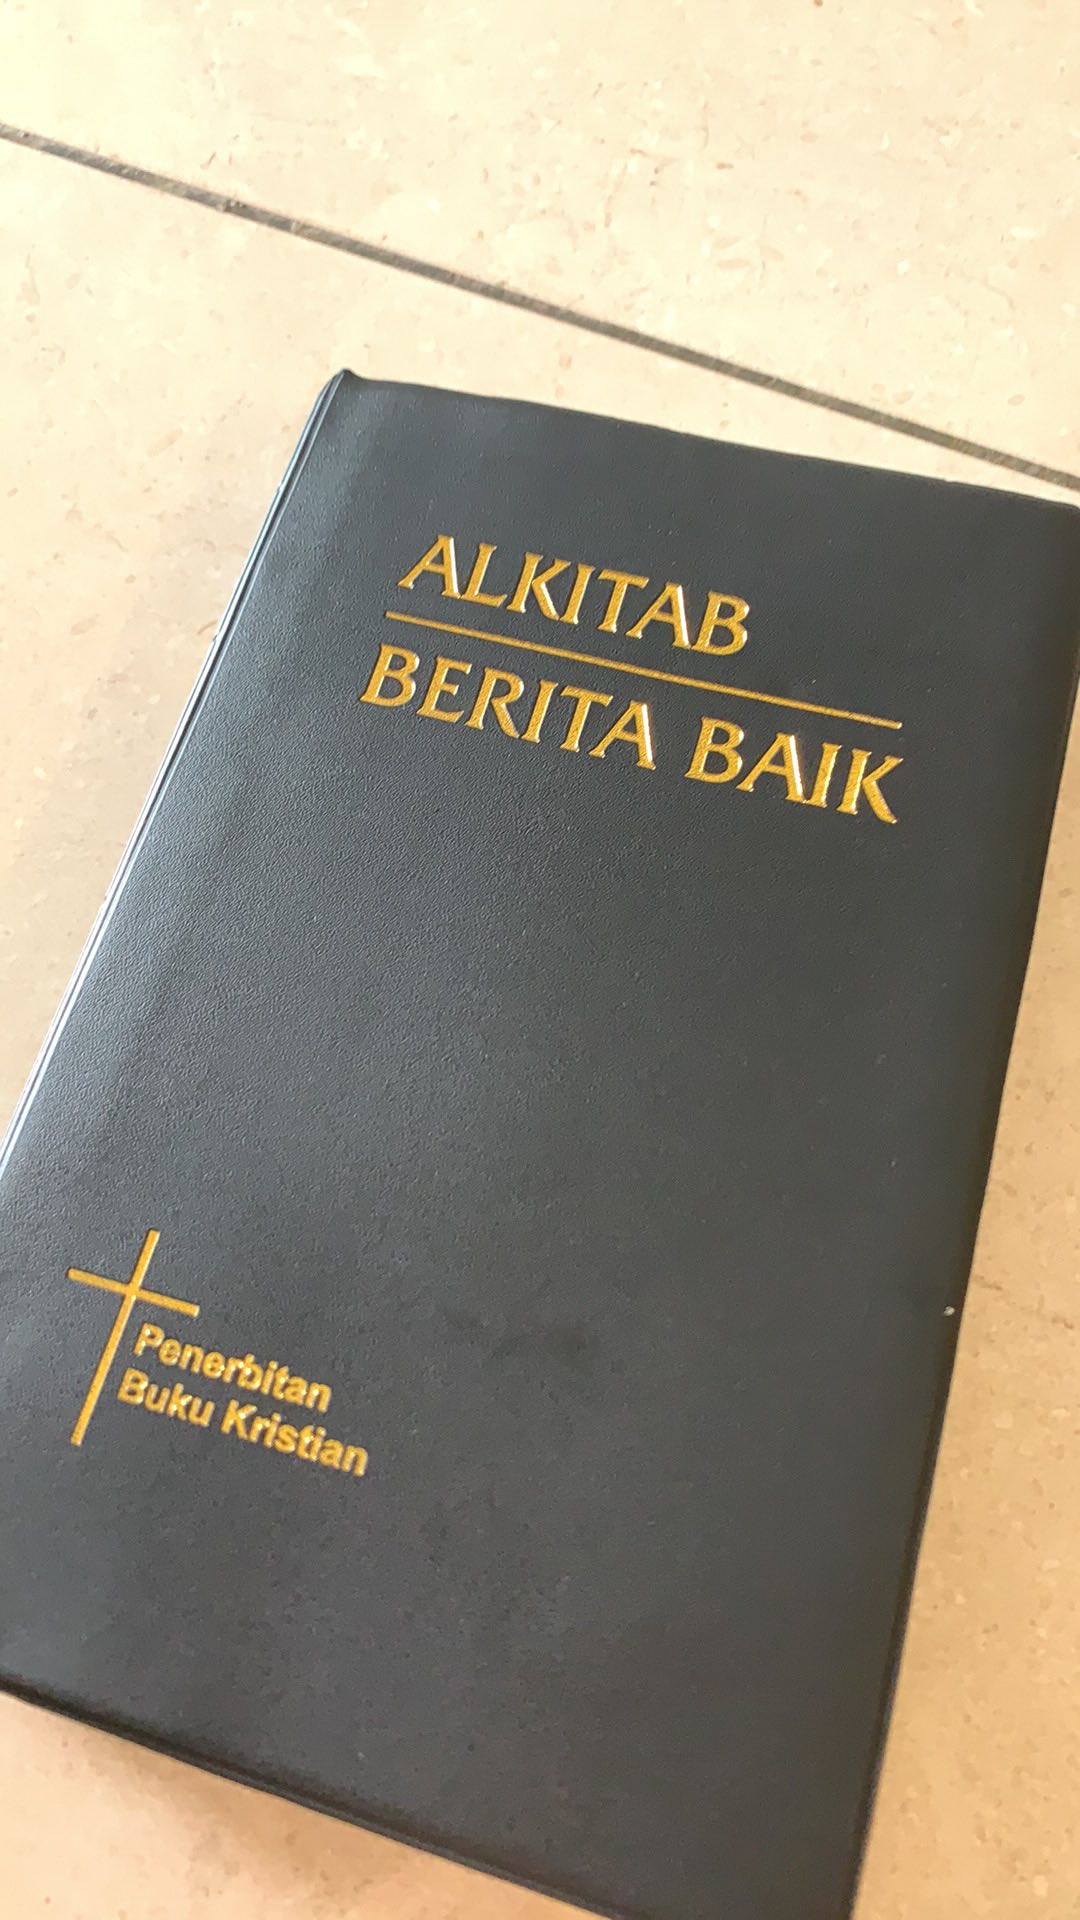 ALKITAB
BERITA BAIK
Penerbitan
Buku Kristian